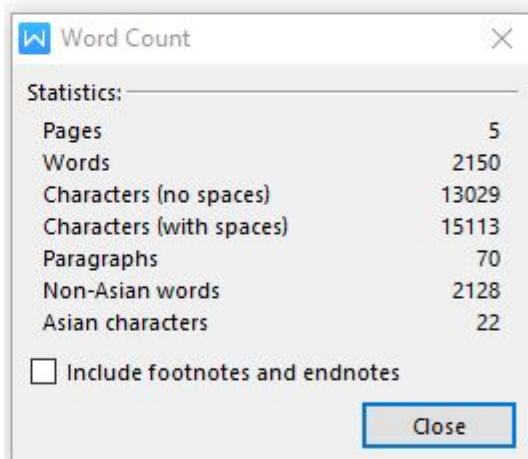 Word Count
Statistics:
Pages 5
Words 2150
Characters (no spaces) 13029
Characters (with spaces) 15113
Paragraphs 70
Non-Asian words 2128
Asian characters 22
Include footnotes and endnotes
Close